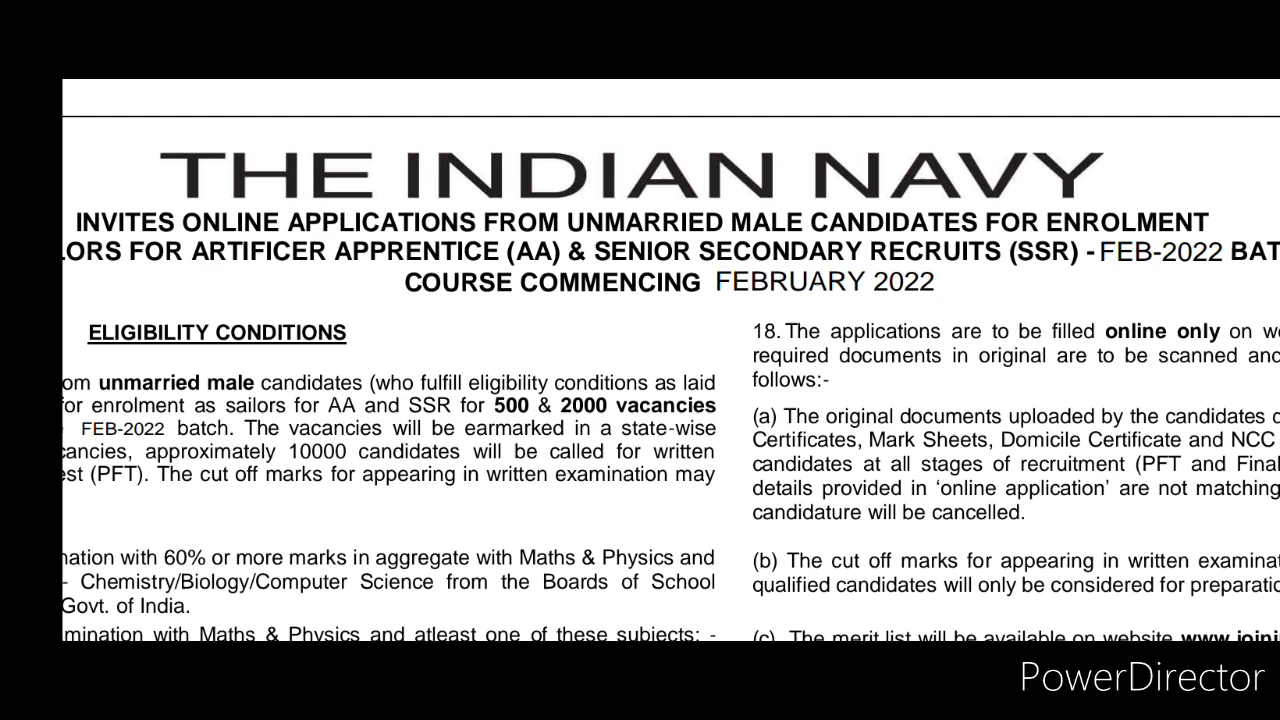 THE INDIAN NAVY
INVITES ONLINE APPLICATIONS FROM UNMARRIED MALE CANDIDATES FOR ENROLMENT
LORS FOR ARTIFICER APPRENTICE (AA) & SENIOR SECONDARY RECRUITS (SSR) - FEB-2022 BAT
COURSE COMMENCING FEBRUARY 2022
ELIGIBILITY CONDITIONS
om unmarried male candidates (who fulfill eligibility conditions as laid
for enrolment as sailors for AA and SSR for 500 & 2000 vacancies
FEB-2022 batch. The vacancies will be earmarked in a state-wise
cancies, approximately 10000 candidates will be called for written
est (PFT). The cut off marks for appearing in written examination may
nation with 60% or more marks in aggregate with Maths & Physics and
- Chemistry/Biology/Computer Science from the Boards of School
Govt. of India.
mination with Maths & Physics and atleast one of these subjects: -
18. The applications are to be filled online only on we
required documents in original are to be scanned and
follows:-
(a) The original documents uploaded by the candidates
Certificates, Mark Sheets, Domicile Certificate and NCC
candidates at all stages of recruitment (PFT and Final
details provided in ‘online application’ are not matching
candidature will be cancelled.
(b) The cut off marks for appearing in written examinat
qualified candidates will only be considered for preparatio
(c) The merit list will be available on website www.joini
PowerDirector